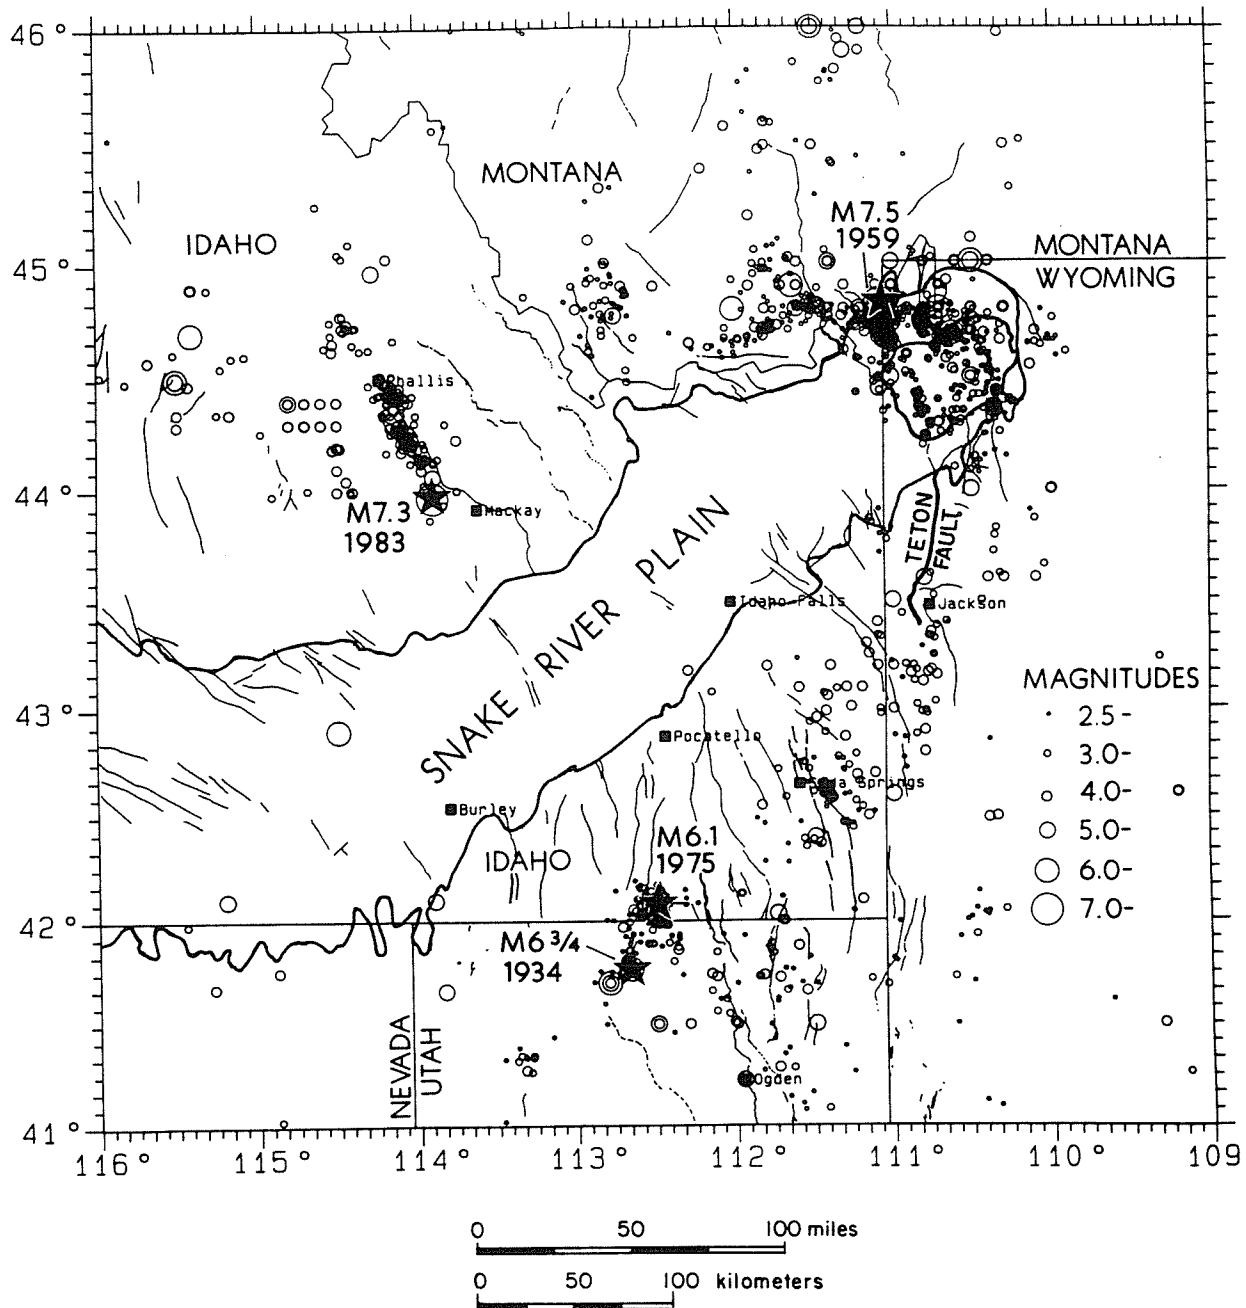 46°
MONTANA
M7.5
1959
IDAHO
MONTANA
WYOMING
45°
Challis
44°
Mackay
M7.3
1983
TETON
FAULT
SNAKE RIVER PLAIN
Idaho Falls
Jackson
MAGNITUDES
43°
2.5-
3.0-
4.0-
5.0-
6.0-
7.0-
Pocatello
Springs
Burley
M6.1
1975
IDAHO
42°
M6 3/4
1934
NEVADA
UTAH
Ogden
41°
116° 115° 114° 113° 112° 111° 110° 109
0 50 100 miles
0 50 100 kilometers